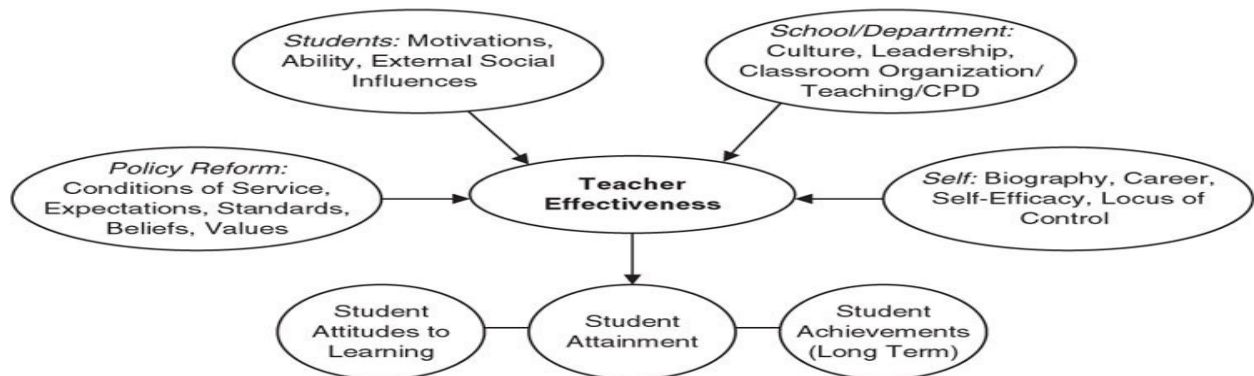 Students: Motivations,
Ability, External Social
Influences
School/Department:
Culture, Leadership,
Classroom Organization/
Teaching/CPD
Policy Reform:
Conditions of Service,
Expectations, Standards,
Beliefs, Values
Teacher
Effectiveness
Self: Biography, Career,
Self-Efficacy, Locus of
Control
Student
Attitudes to
Learning
Student
Attainment
Student
Achievements
(Long Term)